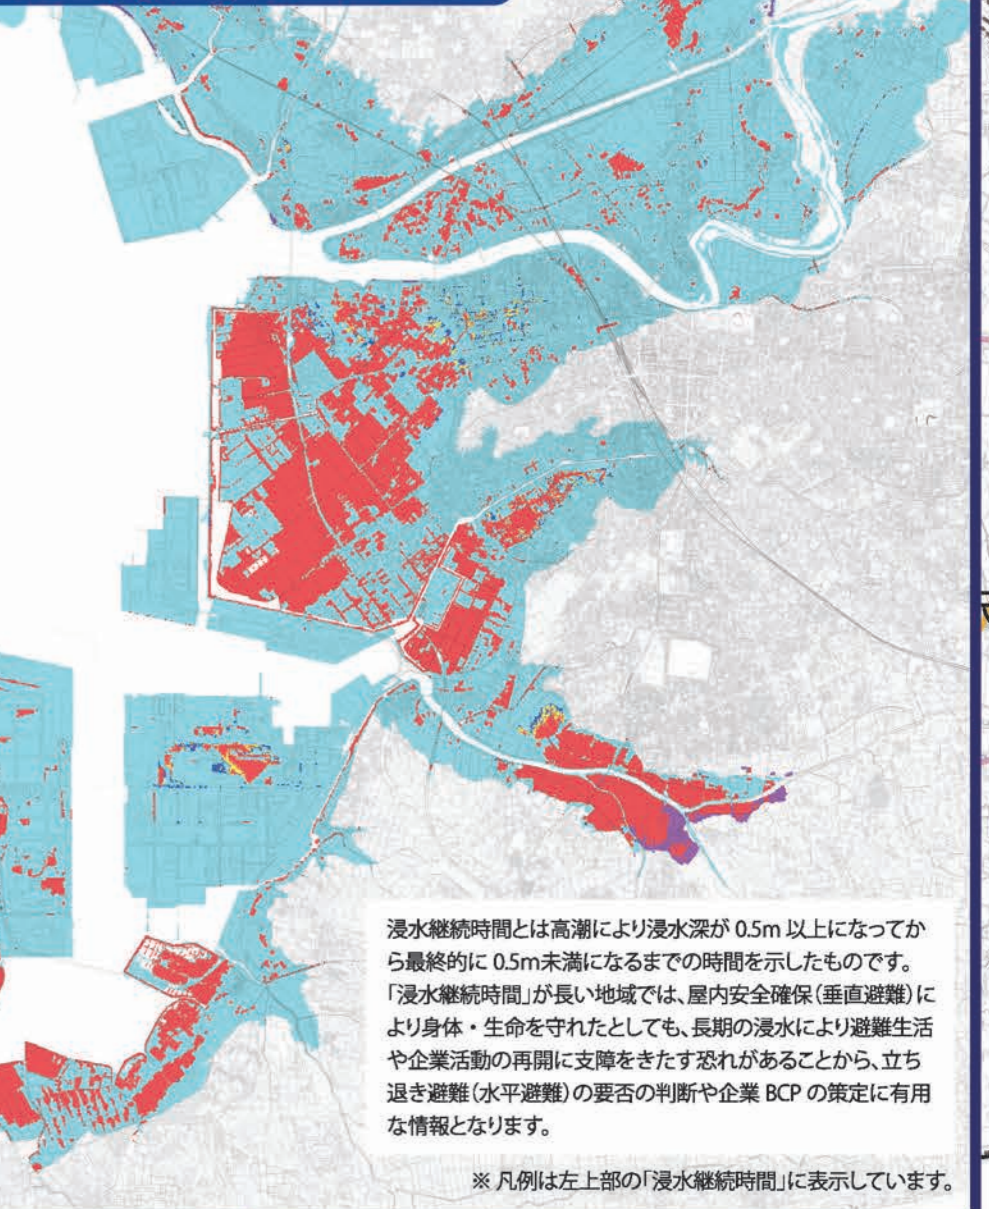 浸水継続時間とは高潮により浸水深が 0.5m 以上になってか
ら最終的に 0.5m未満になるまでの時間を示したものです。
「浸水継続時間」が長い地域では、屋内安全確保（垂直避難）に
より身体・生命を守れたとしても、長期の浸水により避難生活
や企業活動の再開に支障をきたす恐れがあることから、立ち
退き避難（水平避難）の要否の判断や企業 BCP の策定に有用
な情報となります。
※ 凡例は左上部の「浸水継続時間」に表示しています。